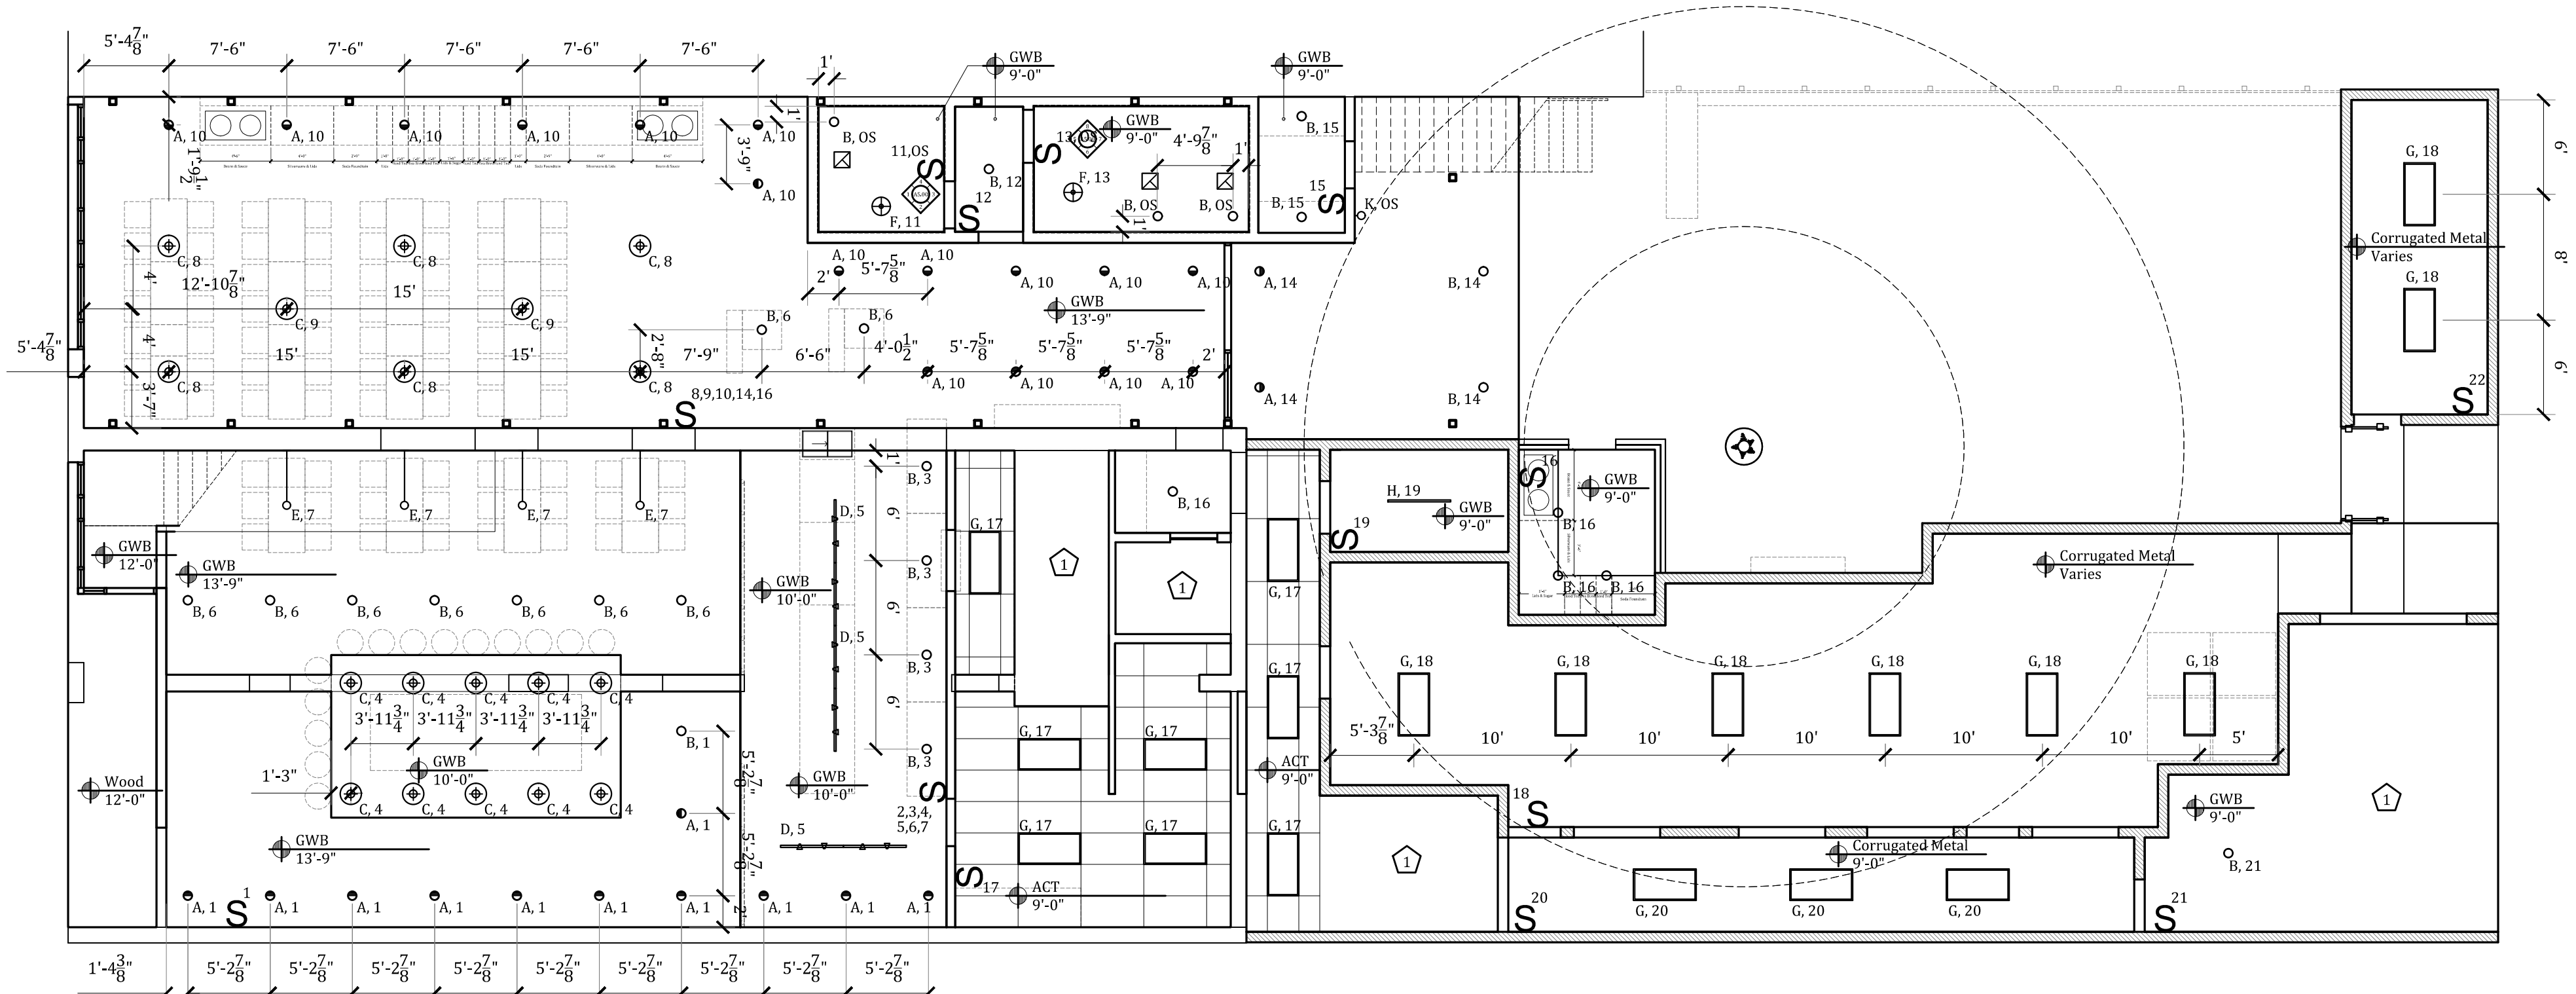 5'-4 7/8"
7'-6"
7'-6"
7'-6"
7'-6"
7'-6"
1'
GWB
9'-0"
GWB
9'-0"
A, 10
A, 10
A, 10
A, 10
A, 10
A, 10
1'-9 1/2"
3'-9"
A, 10
1'
B, OS
11,OS
S
F, 11
B, 12
12
S
13,OS
S
GWB
9'-0"
4'-9 7/8"
1'
F, 13
B, OS
B, OS
1'
B, 15
15
B, 15
S
K, OS
G, 18
6'
Corrugated Metal
Varies
8'
G, 18
6'
22
S
C, 8
C, 8
C, 8
4'
12'-10 7/8"
15'
C, 9
C, 9
4'
15'
15'
5'-4 7/8"
3'-7"
C, 8
C, 8
C, 8
2'-8"
A, 10
A, 10
2'
5'-7 5/8"
A, 10
A, 10
A, 10
GWB
13'-9"
B, 6
B, 6
7'-9"
6'-6"
4'-0 1/2"
5'-7 5/8"
5'-7 5/8"
5'-7 5/8"
2'
A, 10
A, 10
A, 10
A, 10
8,9,10,14,16
S
A, 14
B, 14
A, 14
B, 14
E, 7
E, 7
E, 7
E, 7
GWB
12'-0"
GWB
13'-9"
B, 6
B, 6
B, 6
B, 6
B, 6
B, 6
B, 6
1'
B, 3
6'
D, 5
B, 3
GWB
10'-0"
6'
D, 5
B, 3
6'
B, 3
G, 17
1
B, 16
1
G, 17
H, 19
GWB
9'-0"
19
S
16
S
GWB
9'-0"
B, 16
B, 16
B, 16
Corrugated Metal
Varies
C, 4
C, 4
C, 4
C, 4
C, 4
3'-11 3/4"
3'-11 3/4"
3'-11 3/4"
3'-11 3/4"
GWB
10'-0"
1'-3"
C, 4
C, 4
C, 4
C, 4
C, 4
Wood
12'-0"
GWB
13'-9"
B, 1
5'-2 7/8"
A, 1
5'-2 7/8"
2'
GWB
10'-0"
D, 5
S
2,3,4,
5,6,7
G, 17
G, 17
G, 17
G, 17
17
S
ACT
9'-0"
G, 17
ACT
9'-0"
G, 17
G, 18
G, 18
G, 18
G, 18
G, 18
G, 18
5'-3 7/8"
10'
10'
10'
10'
10'
5'
18
S
1
GWB
9'-0"
1
Corrugated Metal
9'-0"
B, 21
G, 20
G, 20
G, 20
20
S
21
S
1
S
A, 1
A, 1
A, 1
A, 1
A, 1
A, 1
A, 1
A, 1
A, 1
A, 1
1'-4 3/8"
5'-2 7/8"
5'-2 7/8"
5'-2 7/8"
5'-2 7/8"
5'-2 7/8"
5'-2 7/8"
5'-2 7/8"
5'-2 7/8"
5'-2 7/8"